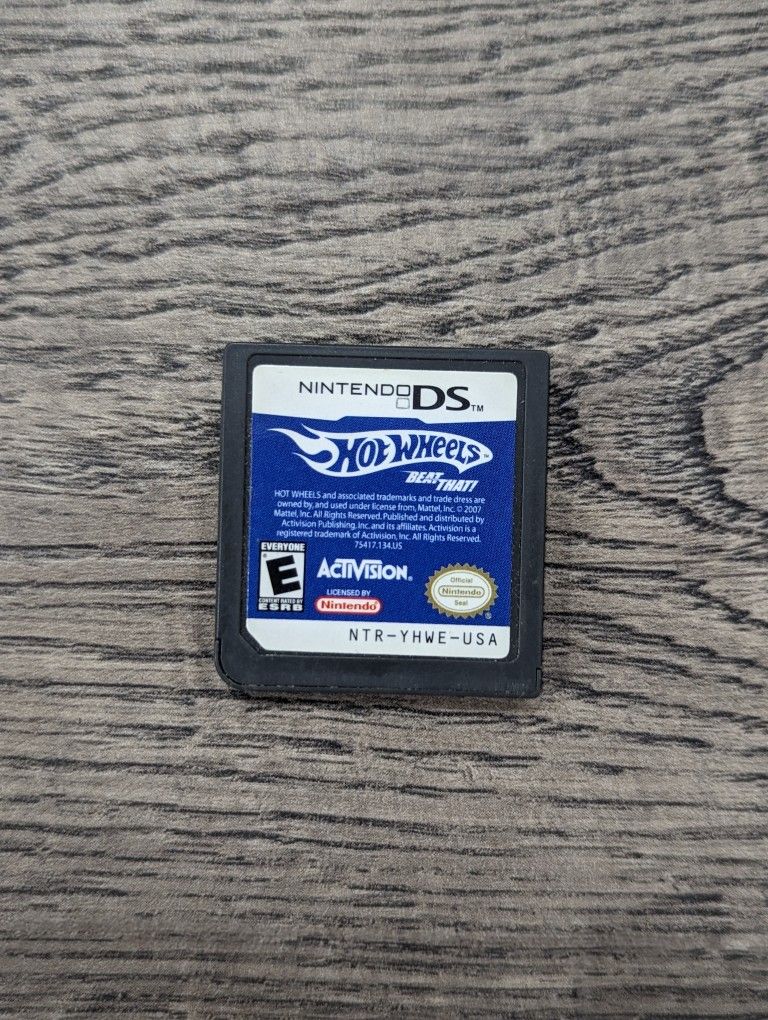 NINTENDO DS™
HOT WHEELS™
BEAT THAT!
HOT WHEELS and associated trademarks and trade dress are
owned by, and used under license from, Mattel, Inc. © 2007
Mattel, Inc. All Rights Reserved. Published and distributed by
Activision Publishing, Inc. and its affiliates. Activision is a
registered trademark of Activision, Inc. All Rights Reserved.
75417.134.US
EVERYONE
E
CONTENT RATED BY
ESRB
ACTIVISION®
LICENSED BY
Nintendo®
Official
Nintendo
Seal
®
NTR-YHWE-USA